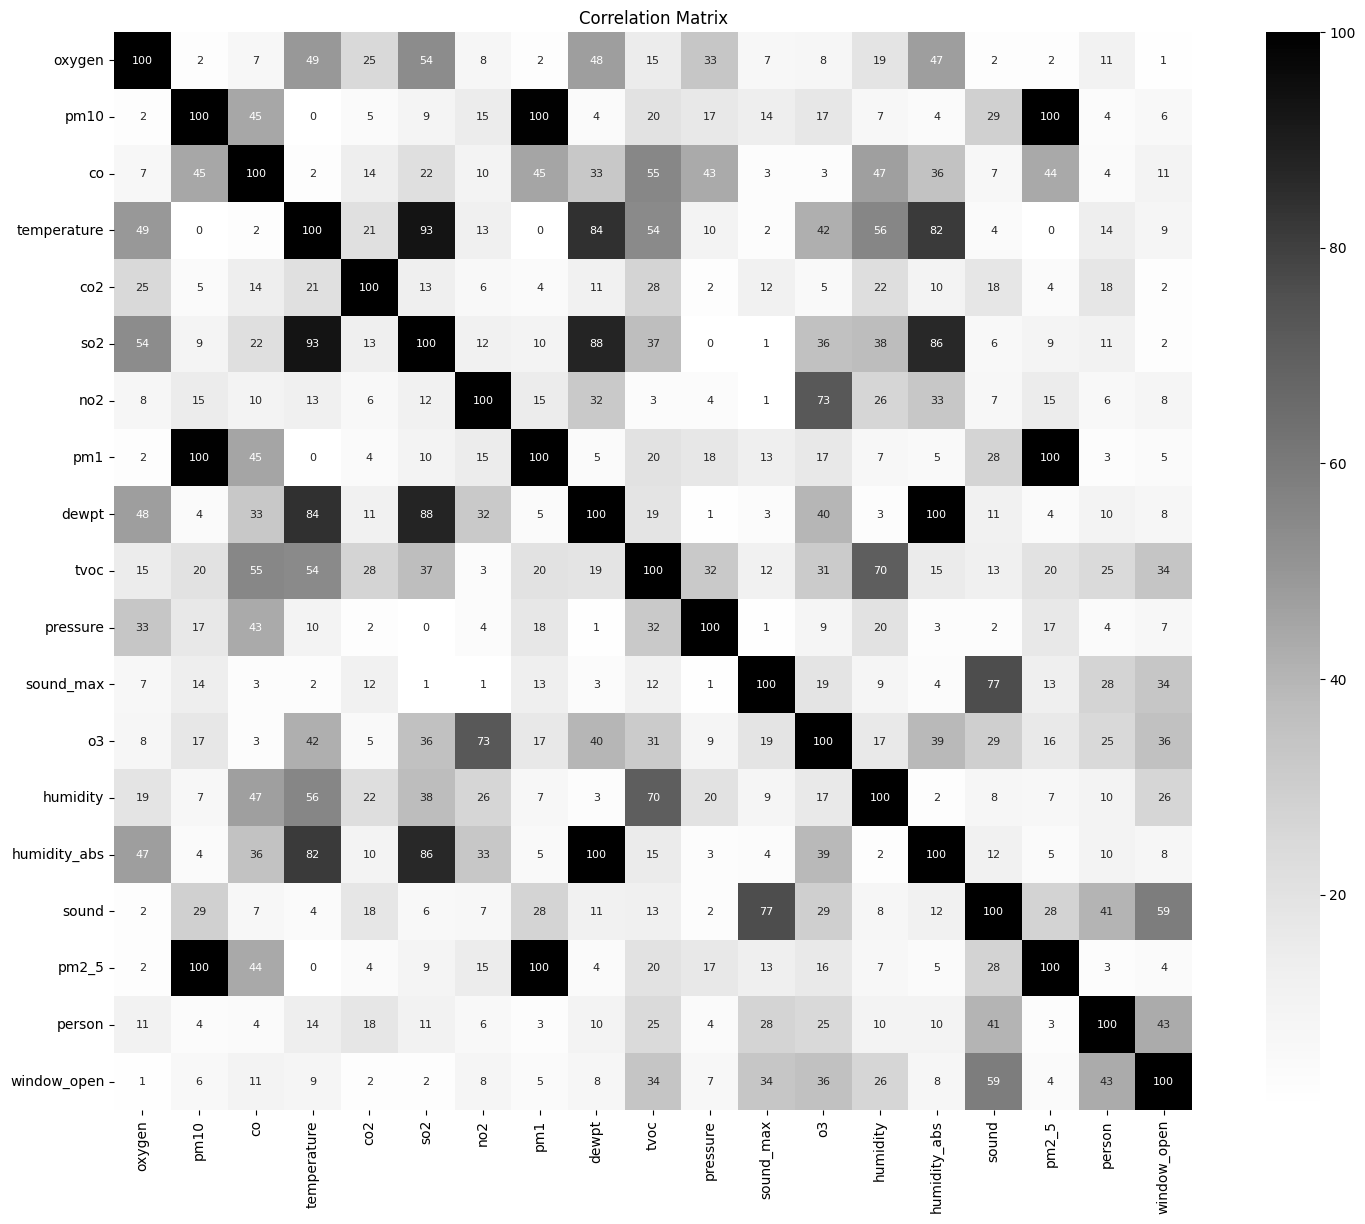 Correlation Matrix
oxygen 100 2 7 49 25 54 8 2 48 15 33 7 8 19 47 2 2 11 1
pm10 2 100 45 0 5 9 15 100 4 20 17 14 17 7 4 29 100 4 6
co 7 45 100 2 14 22 10 45 33 55 43 3 3 47 36 7 44 4 11
temperature 49 0 2 100 21 93 13 0 84 54 10 2 42 56 82 4 0 14 9
co2 25 5 14 21 100 13 6 4 11 28 2 12 5 22 10 18 4 18 2
so2 54 9 22 93 13 100 12 10 88 37 0 1 36 38 86 6 9 11 2
no2 8 15 10 13 6 12 100 15 32 3 4 1 73 26 33 7 15 6 8
pm1 2 100 45 0 4 10 15 100 5 20 18 13 17 7 5 28 100 3 5
dewpt 48 4 33 84 11 88 32 5 100 19 1 3 40 3 100 11 4 10 8
tvoc 15 20 55 54 28 37 3 20 19 100 32 12 31 70 15 13 20 25 34
pressure 33 17 43 10 2 0 4 18 1 32 100 1 9 20 3 2 17 4 7
sound_max 7 14 3 2 12 1 1 13 3 12 1 100 19 9 4 77 13 28 34
o3 8 17 3 42 5 36 73 17 40 31 9 19 100 17 39 29 16 25 36
humidity 19 7 47 56 22 38 26 7 3 70 20 9 17 100 2 8 7 10 26
humidity_abs 47 4 36 82 10 86 33 5 100 15 3 4 39 2 100 12 5 10 8
sound 2 29 7 4 18 6 7 28 11 13 2 77 29 8 12 100 28 41 59
pm2_5 2 100 44 0 4 9 15 100 4 20 17 13 16 7 5 28 100 3 4
person 11 4 4 14 18 11 6 3 10 25 4 28 25 10 10 41 3 100 43
window_open 1 6 11 9 2 2 8 5 8 34 7 34 36 26 8 59 4 43 100
oxygen pm10 co temperature co2 so2 no2 pm1 dewpt tvoc pressure sound_max o3 humidity humidity_abs sound pm2_5 person window_open
100
80
60
40
20